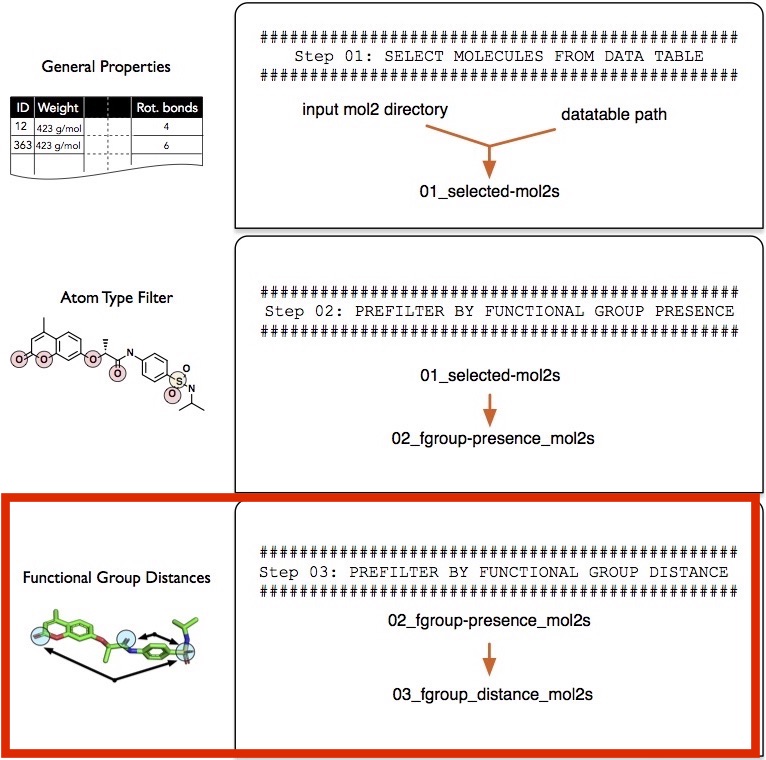 General Properties
ID Weight Rot. bonds
12 423 g/mol 4
363 423 g/mol 6
##########################################
Step 01: SELECT MOLECULES FROM DATA TABLE
##########################################
input mol2 directory
datatable path
01_selected-mol2s
Atom Type Filter
O O O O N S O O N
##########################################
Step 02: PREFILTER BY FUNCTIONAL GROUP PRESENCE
##########################################
01_selected-mol2s
02_fgroup-presence_mol2s
Functional Group Distances
##########################################
Step 03: PREFILTER BY FUNCTIONAL GROUP DISTANCE
##########################################
02_fgroup-presence_mol2s
03_fgroup_distance_mol2s